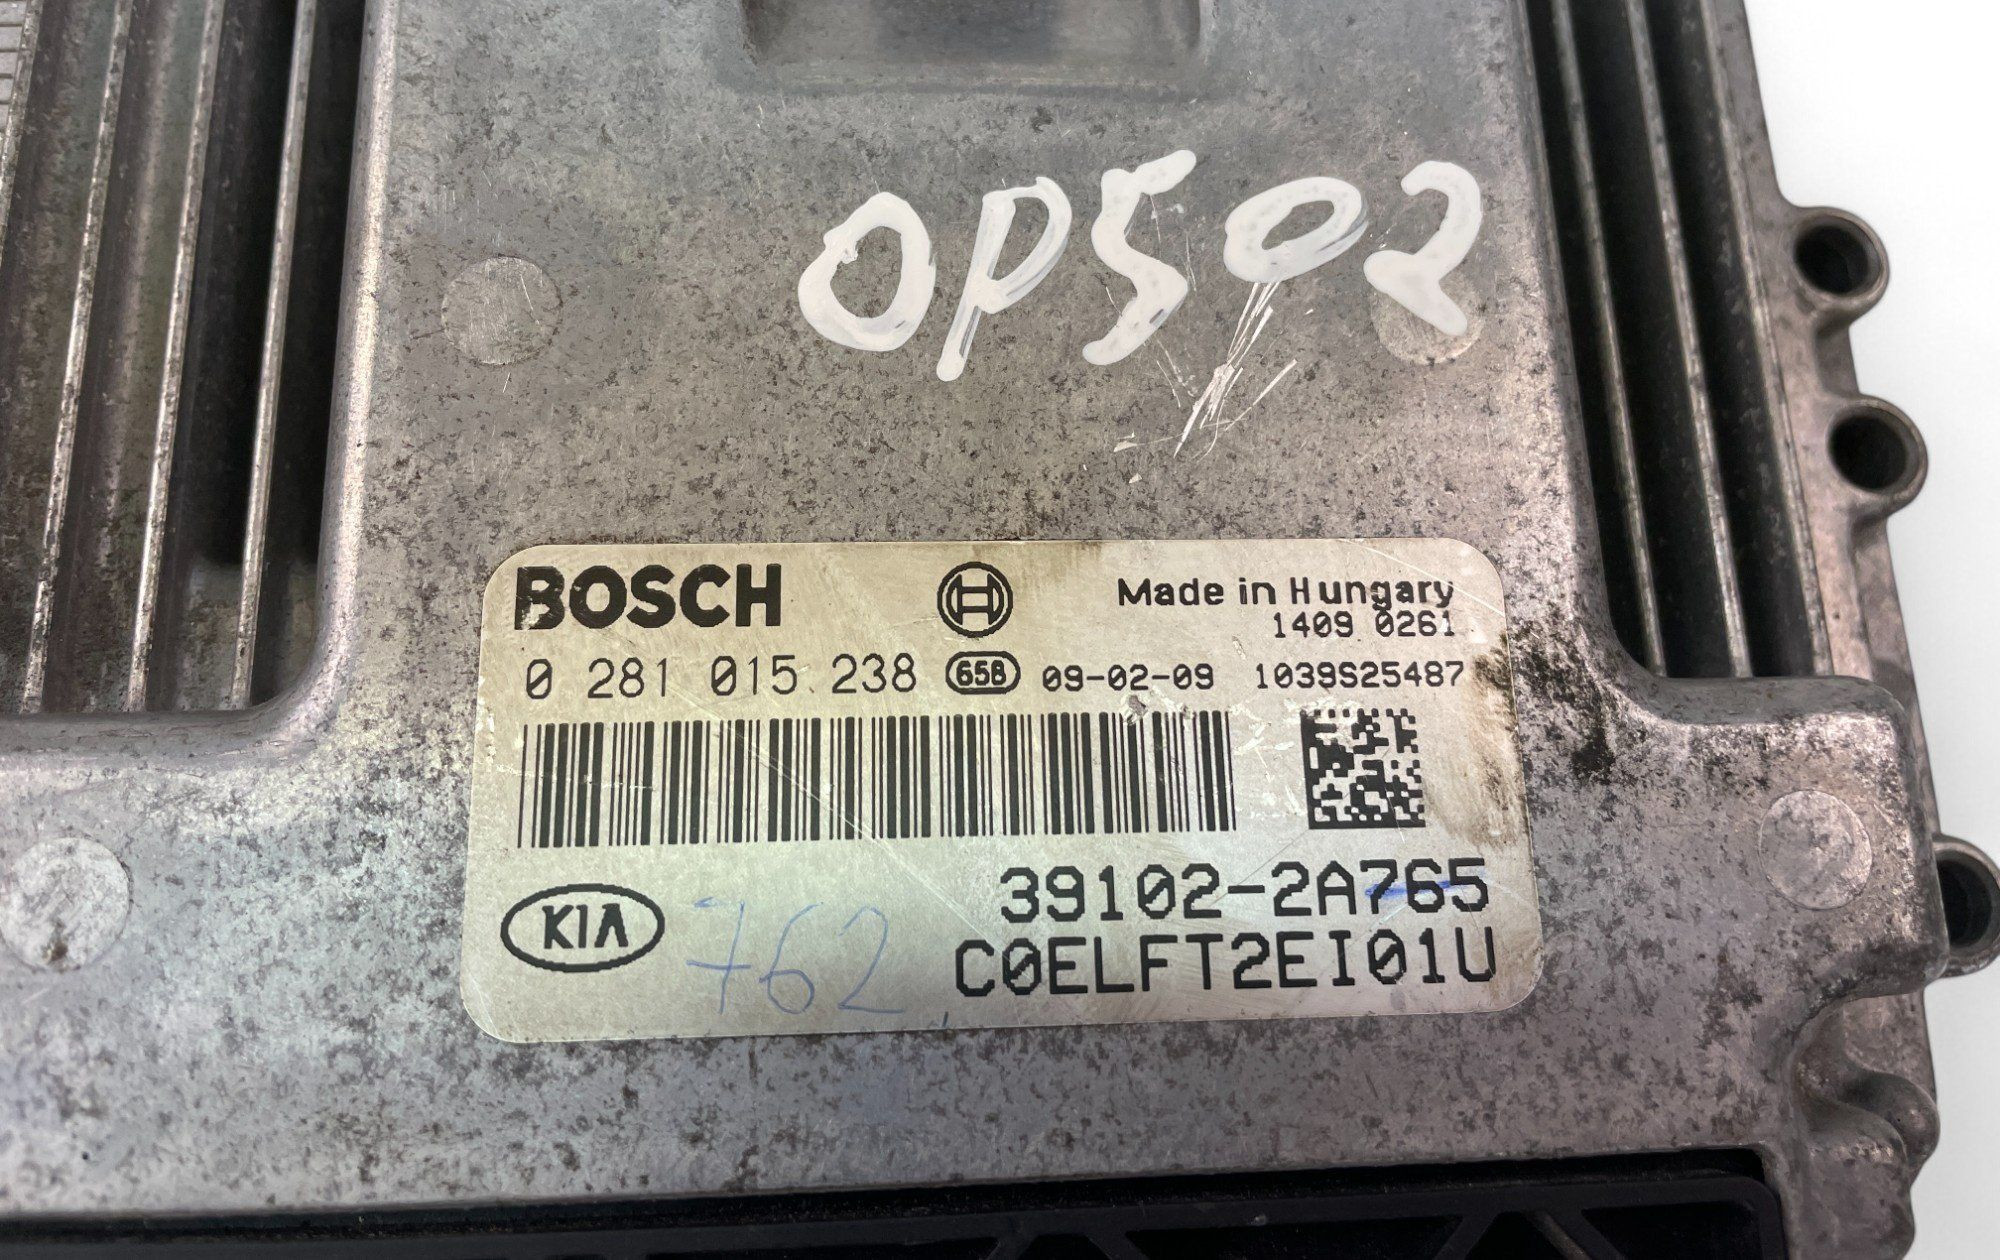 OP502
BOSCH Made in Hungary
1409 0261
0 281 015 238 65B 09-02-09 1039S25487
39102-2A765
KIA 762 C0ELFT2EI01U